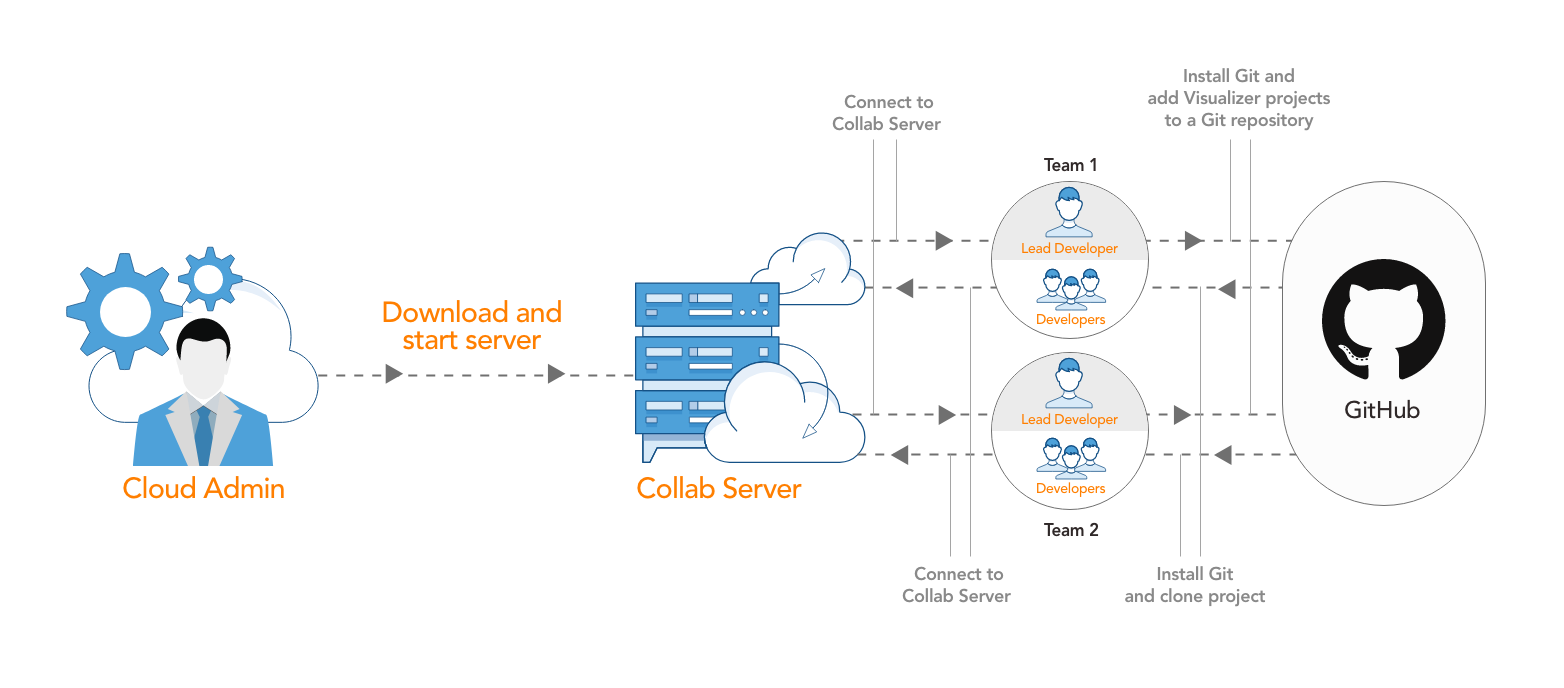 Install Git and
add Visualizer projects
to a Git repository
Connect to
Collab Server
Team 1
Lead Developer
Developers
Download and
start server
Lead Developer
Developers
GitHub
Cloud Admin
Collab Server
Team 2
Connect to
Collab Server
Install Git
and clone project